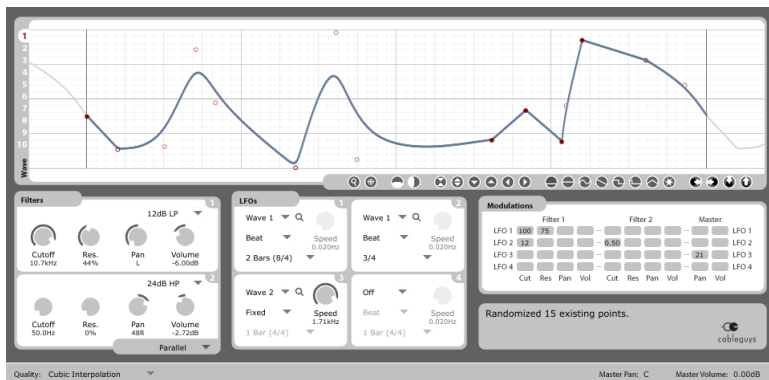 1
2
3
4
5
6
7
8
9
10
Wave
Filters
1
12dB LP
Cutoff Res. Pan Volume
10.7kHz 44% L -6.00dB
2
24dB HP
Cutoff Res. Pan Volume
50.0Hz 0% 48R -2.72dB
Parallel
LFOs
1
Wave 1
Beat Speed
0.020Hz
2 Bars (8/4)
2
Wave 1
Beat Speed
0.020Hz
3/4
3
Wave 2
Fixed Speed
1.71kHz
1 Bar (4/4)
4
Off
Beat Speed
0.020Hz
1 Bar (4/4)
Modulations
Filter 1 Filter 2 Master
LFO 1 100 75 LFO 1
LFO 2 12 0.50 LFO 2
LFO 3 21 LFO 3
LFO 4 LFO 4
Cut Res Pan Vol Cut Res Pan Vol Pan Vol
Randomized 15 existing points.
cableguys
Quality: Cubic Interpolation Master Pan: C Master Volume: 0.00dB